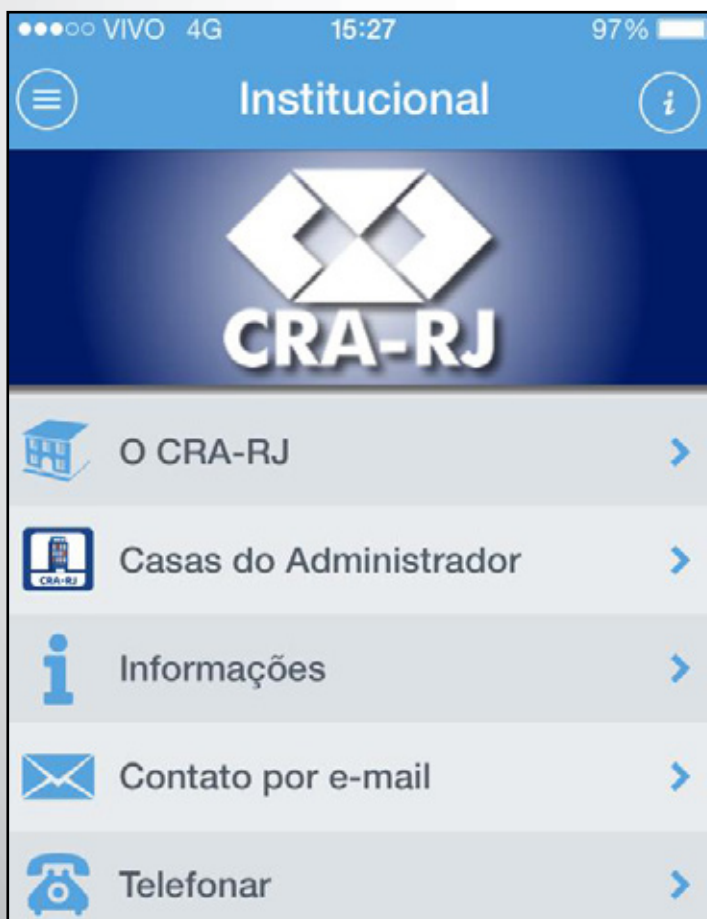 VIVO 4G 15:27 97%
Institucional
i
CRA-RJ
O CRA-RJ
CRA-RJ
Casas do Administrador
Informações
Contato por e-mail
Telefonar